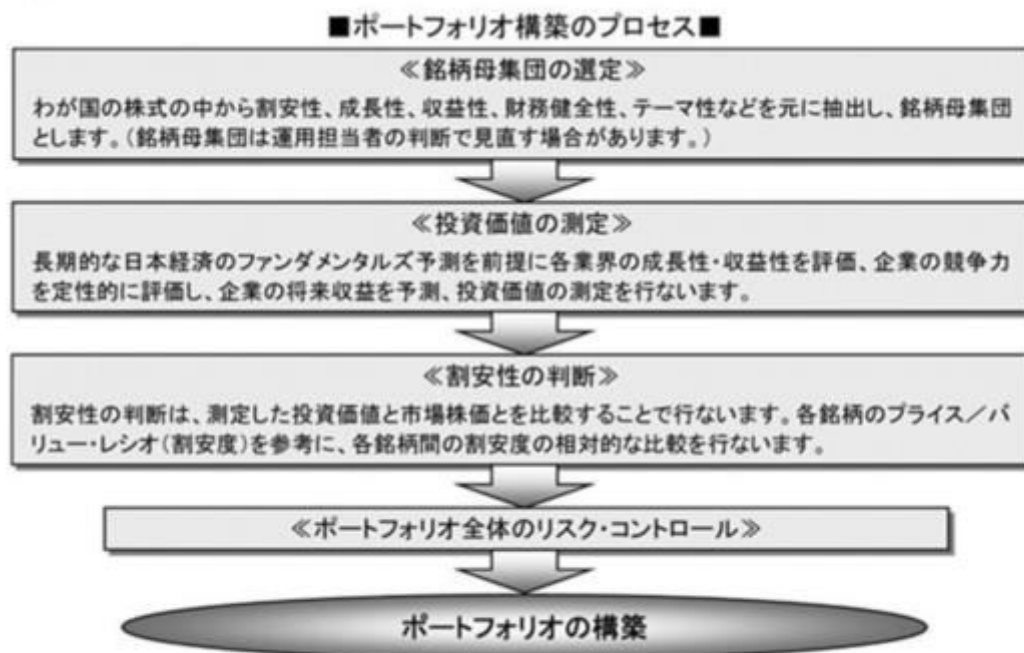 ■ポートフォリオ構築のプロセス■
≪銘柄母集団の選定≫
わが国の株式の中から割安性、成長性、収益性、財務健全性、テーマ性などを元に抽出し、銘柄母集団
とします。（銘柄母集団は運用担当者の判断で見直す場合があります。）
≪投資価値の測定≫
長期的な日本経済のファンダメンタルズ予測を前提に各業界の成長性・収益性を評価、企業の競争力
を定性的に評価し、企業の将来収益を予測、投資価値の測定を行ないます。
≪割安性の判断≫
割安性の判断は、測定した投資価値と市場株価とを比較することで行ないます。各銘柄のプライス／バ
リュー・レシオ（割安度）を参考に、各銘柄間の割安度の相対的な比較を行ないます。
≪ポートフォリオ全体のリスク・コントロール≫
ポートフォリオの構築